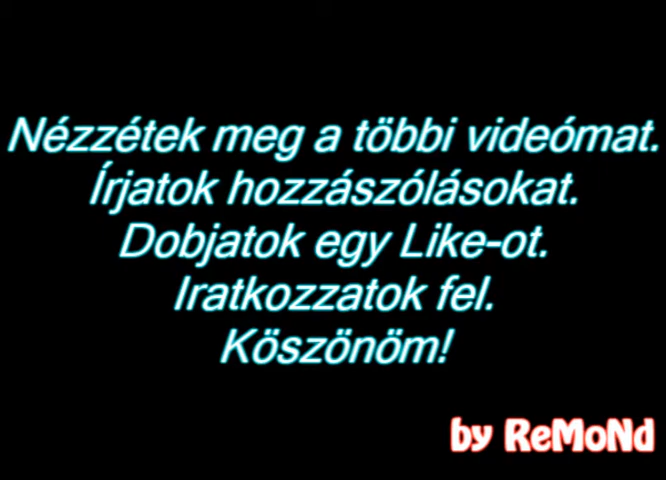 Nézzétek meg a többi videómat.
Írjatok hozzászólásokat.
Dobjatok egy Like-ot.
Iratkozzatok fel.
Köszönöm!
by ReMoNd